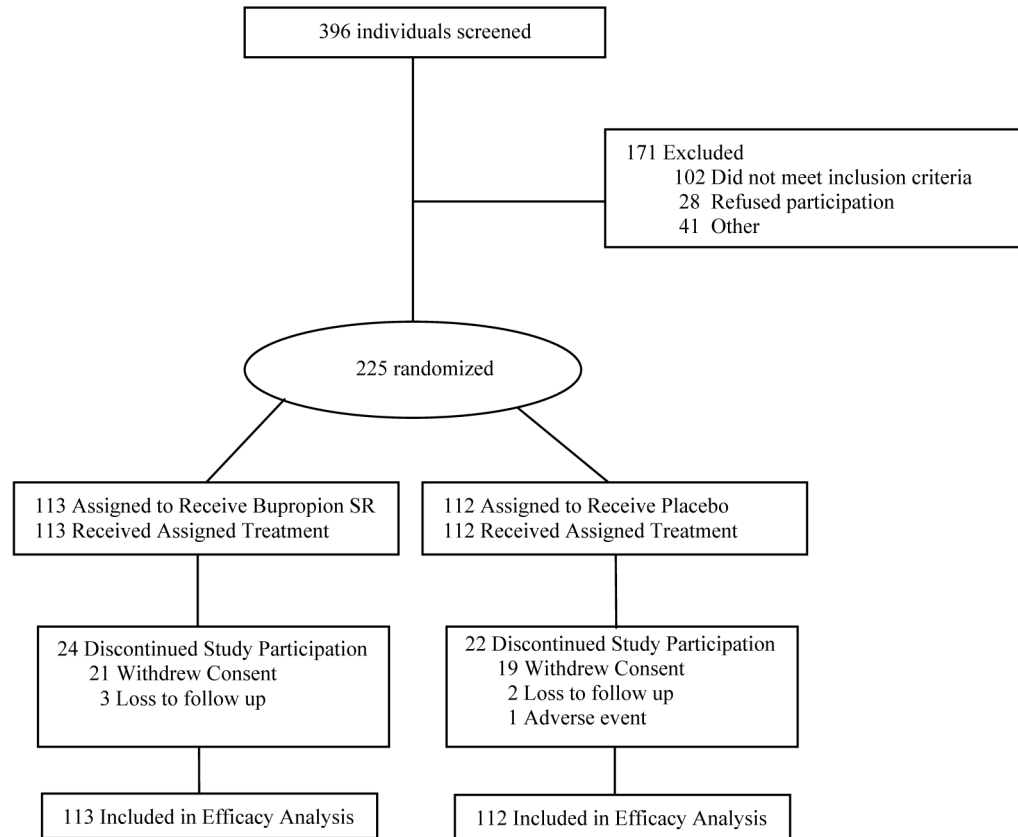 396 individuals screened
171 Excluded
102 Did not meet inclusion criteria
28 Refused participation
41 Other
225 randomized
113 Assigned to Receive Bupropion SR
113 Received Assigned Treatment
112 Assigned to Receive Placebo
112 Received Assigned Treatment
24 Discontinued Study Participation
21 Withdrew Consent
3 Loss to follow up
22 Discontinued Study Participation
19 Withdrew Consent
2 Loss to follow up
1 Adverse event
113 Included in Efficacy Analysis
112 Included in Efficacy Analysis